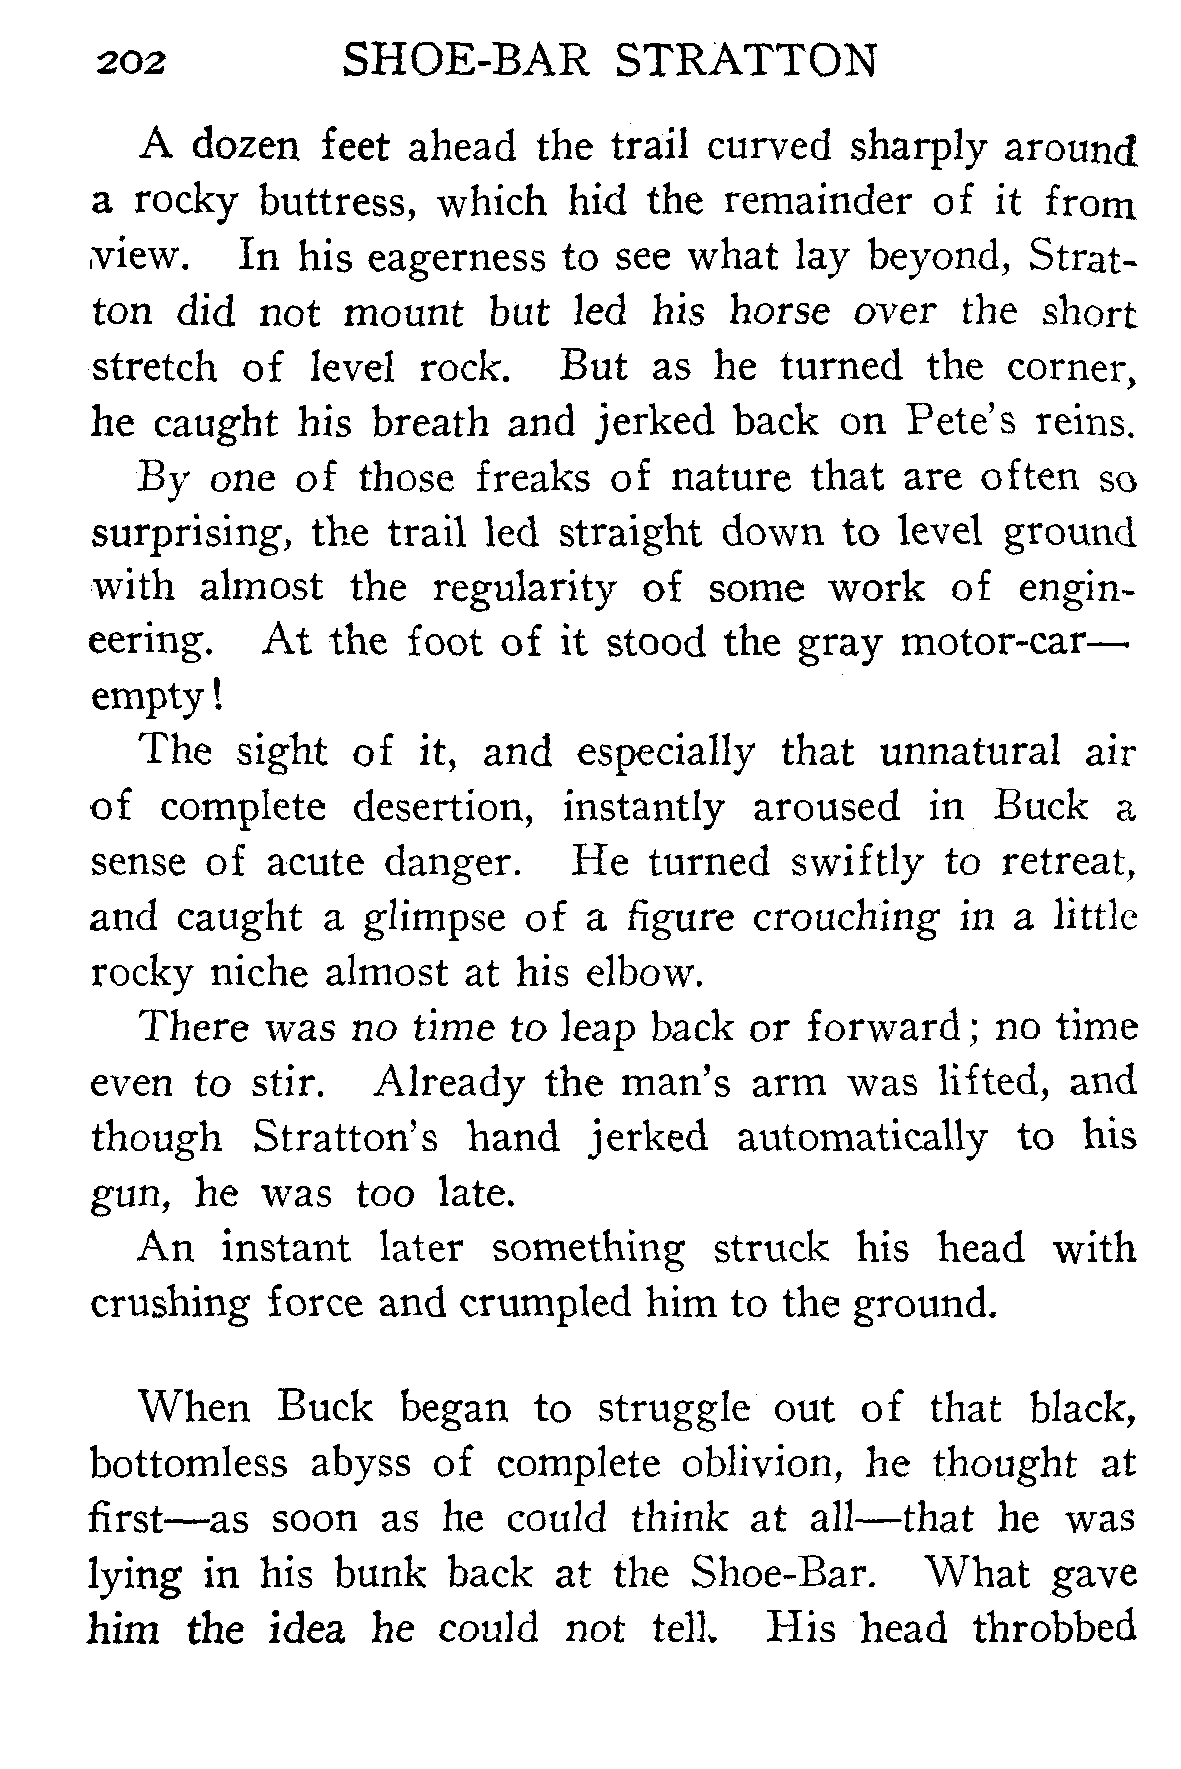 202 SHOE-BAR STRATTON
A dozen feet ahead the trail curved sharply around
a rocky buttress, which hid the remainder of it from
view. In his eagerness to see what lay beyond, Strat-
ton did not mount but led his horse over the short
stretch of level rock. But as he turned the corner,
he caught his breath and jerked back on Pete's reins.
By one of those freaks of nature that are often so
surprising, the trail led straight down to level ground
with almost the regularity of some work of engin-
eering. At the foot of it stood the gray motor-car—
empty!
The sight of it, and especially that unnatural air
of complete desertion, instantly aroused in Buck a
sense of acute danger. He turned swiftly to retreat,
and caught a glimpse of a figure crouching in a little
rocky niche almost at his elbow.
There was no time to leap back or forward; no time
even to stir. Already the man's arm was lifted, and
though Stratton's hand jerked automatically to his
gun, he was too late.
An instant later something struck his head with
crushing force and crumpled him to the ground.
When Buck began to struggle out of that black,
bottomless abyss of complete oblivion, he thought at
first—as soon as he could think at all—that he was
lying in his bunk back at the Shoe-Bar. What gave
him the idea he could not tell. His head throbbed